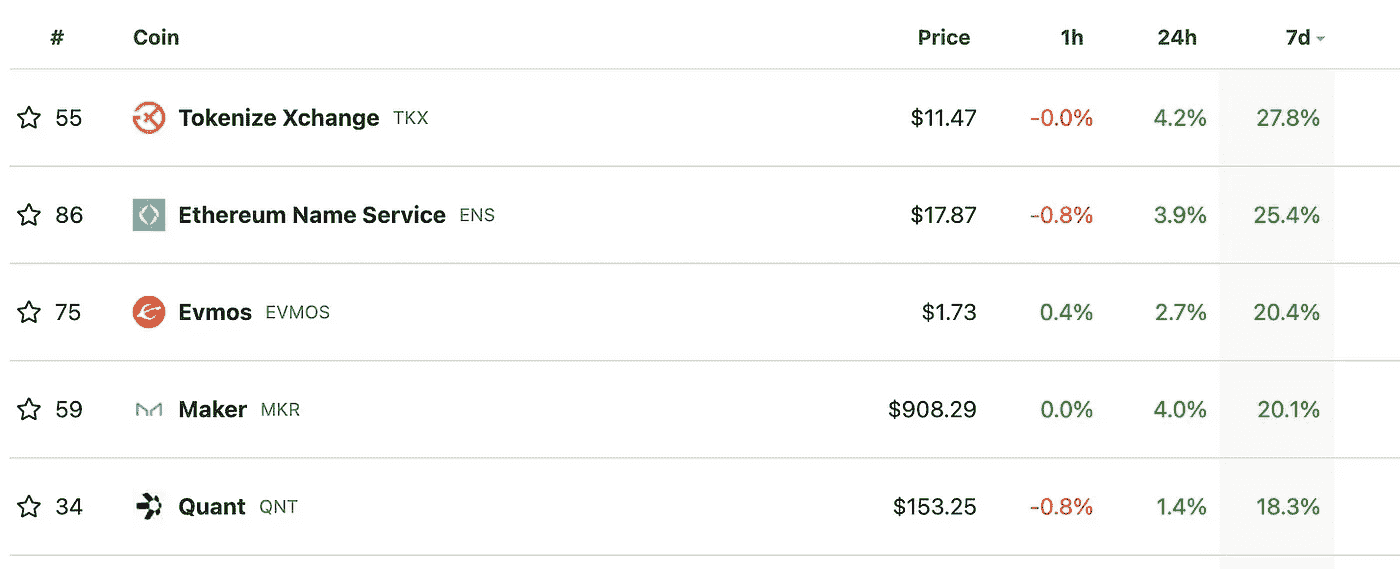 # Coin Price 1h 24h 7d
55 Tokenize Xchange TKX $11.47 -0.0% 4.2% 27.8%
86 Ethereum Name Service ENS $17.87 -0.8% 3.9% 25.4%
75 Evmos EVMOS $1.73 0.4% 2.7% 20.4%
59 Maker MKR $908.29 0.0% 4.0% 20.1%
34 Quant QNT $153.25 -0.8% 1.4% 18.3%